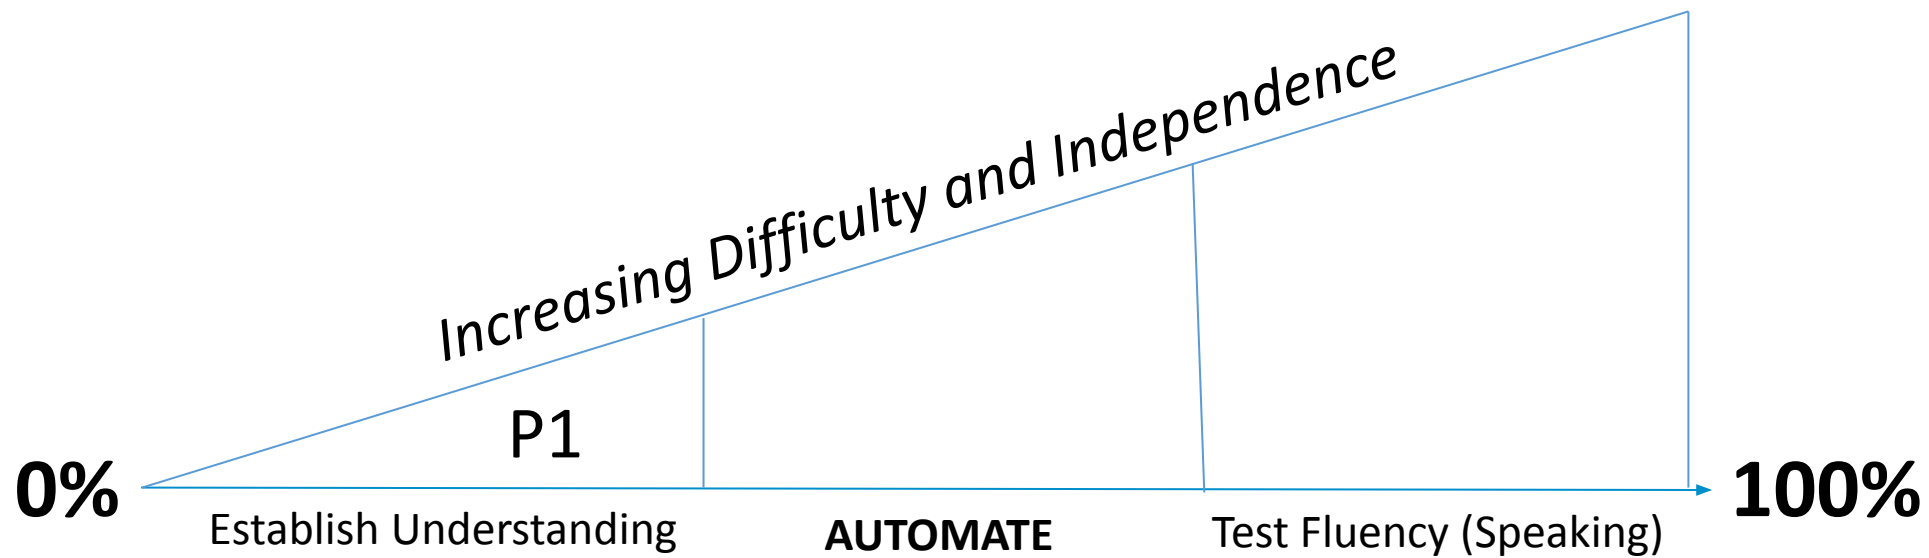 Increasing Difficulty and Independence
P1
0%
100%
Establish Understanding
AUTOMATE
Test Fluency (Speaking)